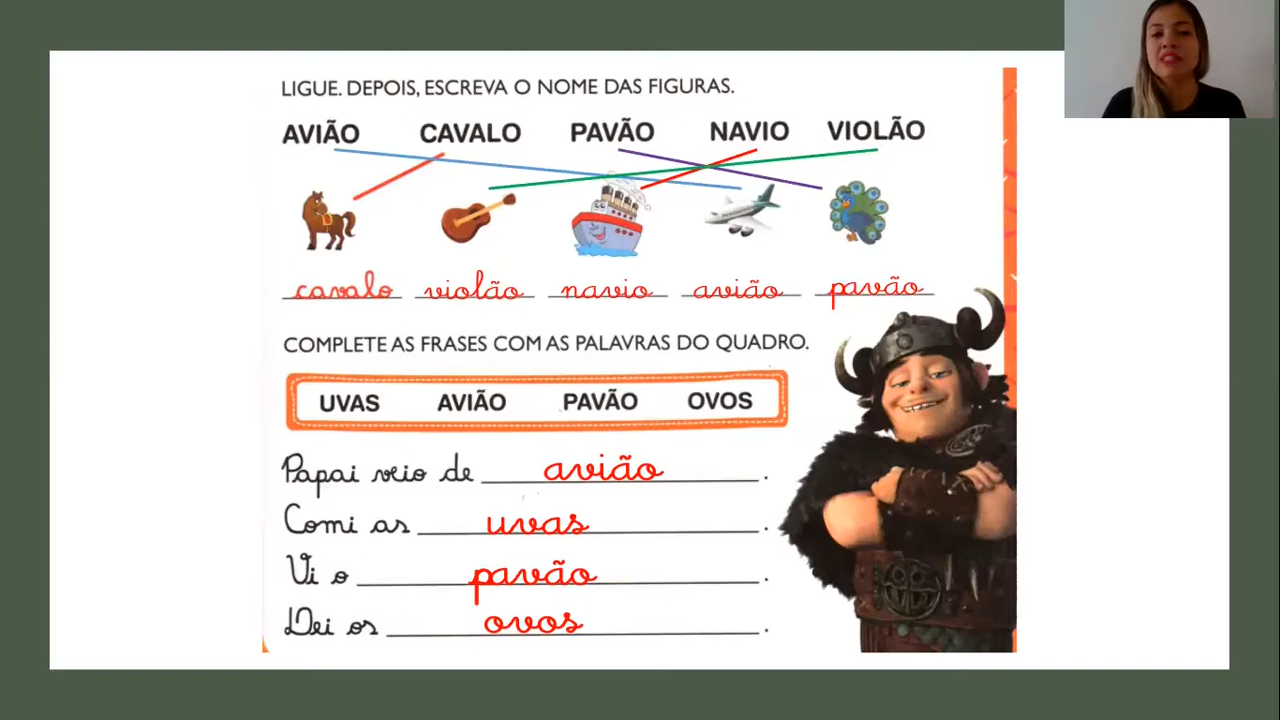 LIGUE. DEPOIS, ESCREVA O NOME DAS FIGURAS.
AVIÃO CAVALO PAVÃO NAVIO VIOLÃO
cavalo violão navio avião pavão
COMPLETE AS FRASES COM AS PALAVRAS DO QUADRO.
UVAS AVIÃO PAVÃO OVOS
Papai veio de avião.
Comi as uvas.
Vi o pavão.
Dei os ovos.